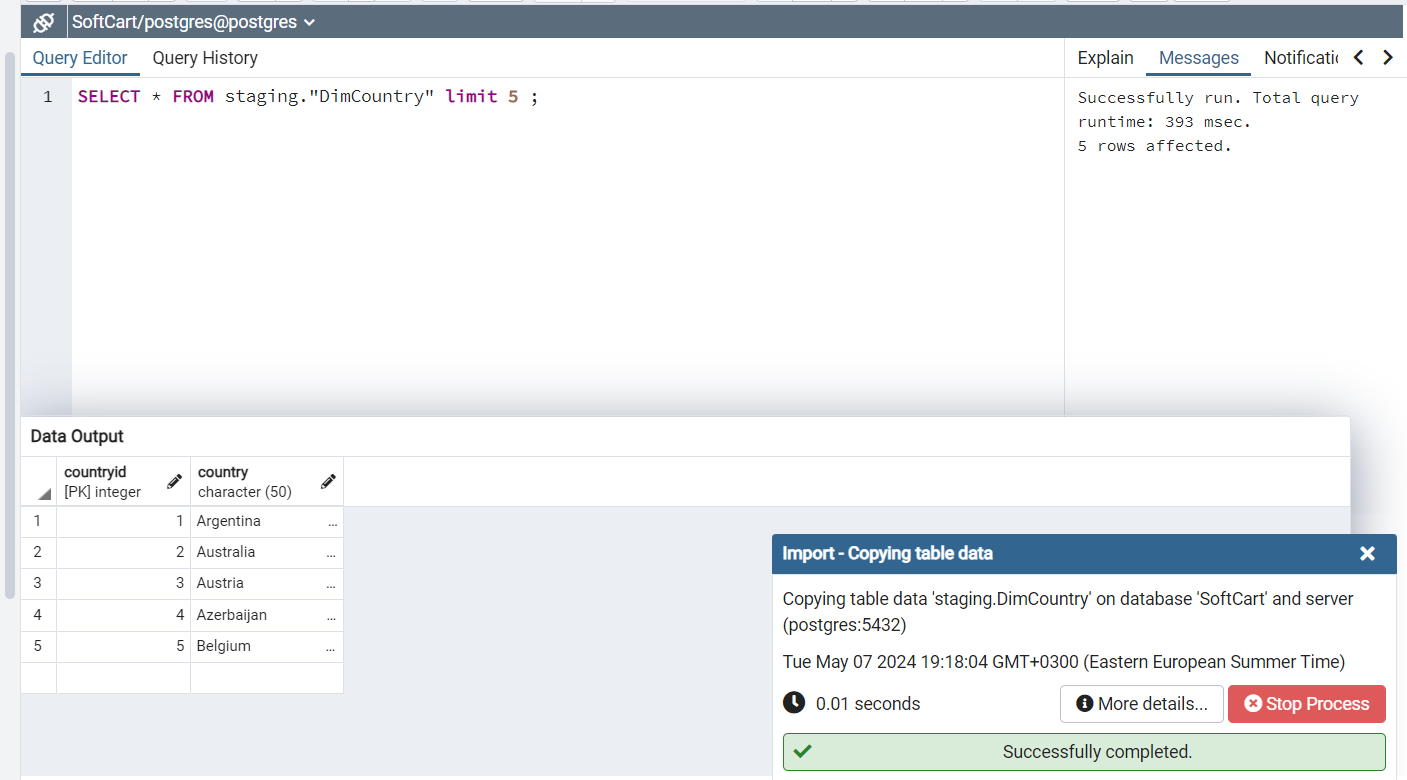 SoftCart/postgres@postgres
Query Editor Query History
Explain Messages Notificati
1 SELECT * FROM staging."DimCountry" limit 5 ;
Successfully run. Total query
runtime: 393 msec.
5 rows affected.
Data Output
countryid country
[PK] integer character (50)
1 1 Argentina ...
2 2 Australia ...
3 3 Austria ...
4 4 Azerbaijan ...
5 5 Belgium ...
Import - Copying table data
Copying table data 'staging.DimCountry' on database 'SoftCart' and server
(postgres:5432)
Tue May 07 2024 19:18:04 GMT+0300 (Eastern European Summer Time)
0.01 seconds More details... Stop Process
Successfully completed.